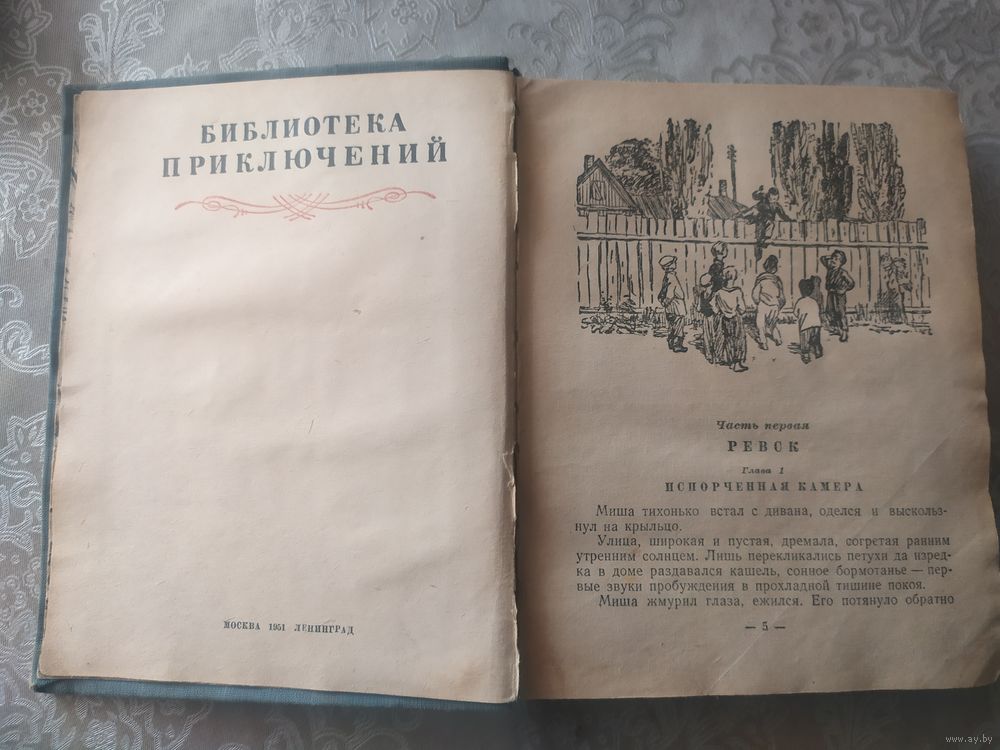 БИБЛИОТЕКА
ПРИКЛЮЧЕНИЙ
МОСКВА 1951 ЛЕНИНГРАД
Часть первая
РЕВСК
Глава 1
ИСПОРЧЕННАЯ КАМЕРА
Миша тихонько встал с дивана, оделся и выскольз-
нул на крыльцо.
Улица, широкая и пустая, дремала, согретая ранним
утренним солнцем. Лишь перекликались петухи да изред-
ка в доме раздавался кашель, сонное бормотанье — пер-
вые звуки пробуждения в прохладной тишине покоя.
Миша жмурил глаза, ежился. Его потянуло обратно
— 5 —
www.ay.by